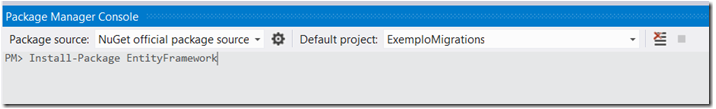 Package Manager Console
Package source: NuGet official package source Default project: ExemploMigrations
PM> Install-Package EntityFramework